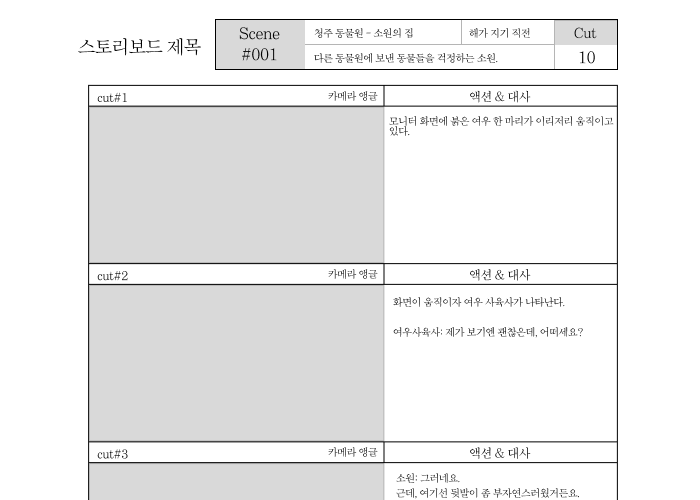 스토리보드 제목
Scene
#001
청주 동물원 - 소원의 집
해가 지기 직전
Cut
다른 동물원에 보낸 동물들을 걱정하는 소원.
10
cut#1
카메라 앵글
액션 & 대사
모니터 화면에 붉은 여우 한 마리가 이리저리 움직이고
있다.
cut#2
카메라 앵글
액션 & 대사
화면이 움직이자 여우 사육사가 나타난다.
여우사육사: 제가 보기엔 괜찮은데, 어떠세요?
cut#3
카메라 앵글
액션 & 대사
소원: 그러네요.
근데, 여기선 뒷발이 좀 부자연스러웠거든요.